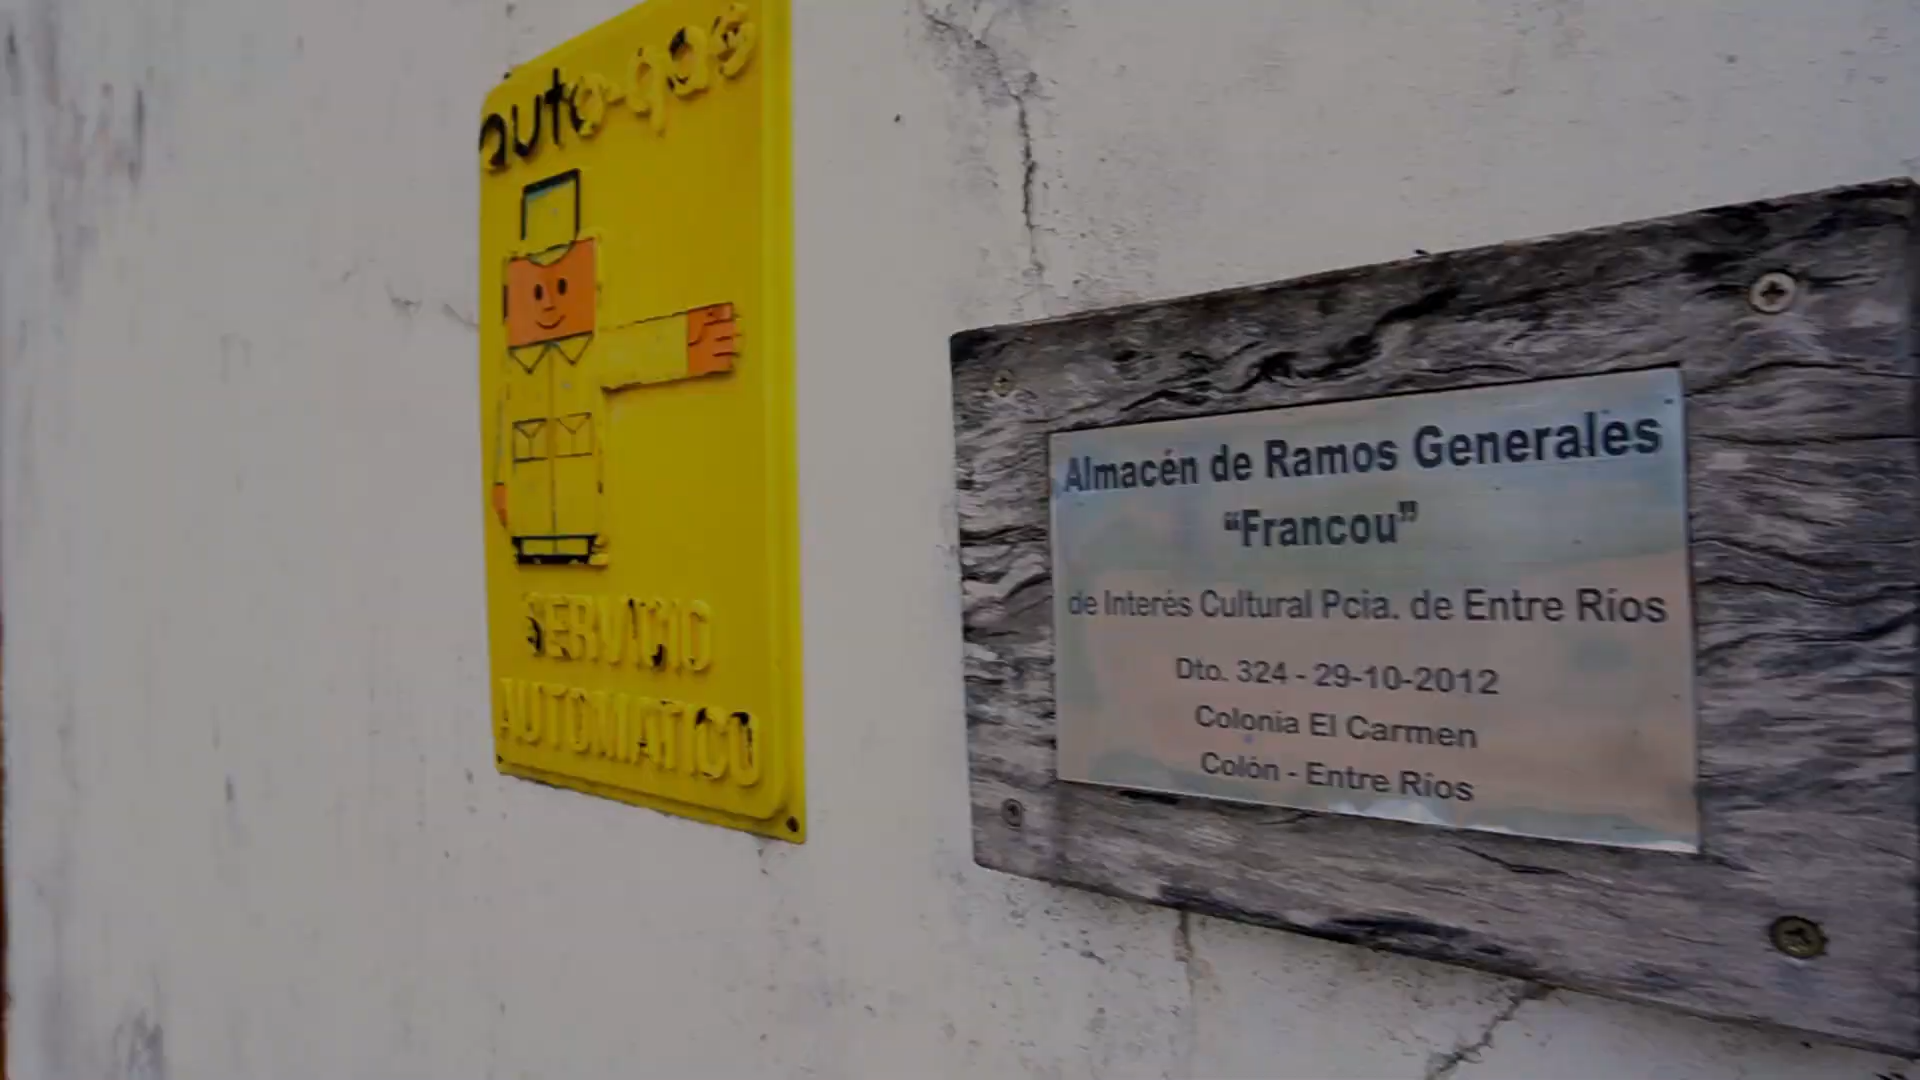 auto-gas
SERVICIO
AUTOMATICO
Almacén de Ramos Generales
“Francou”
de Interés Cultural Pcia. de Entre Ríos
Dto. 324 - 29-10-2012
Colonia El Carmen
Colón - Entre Ríos